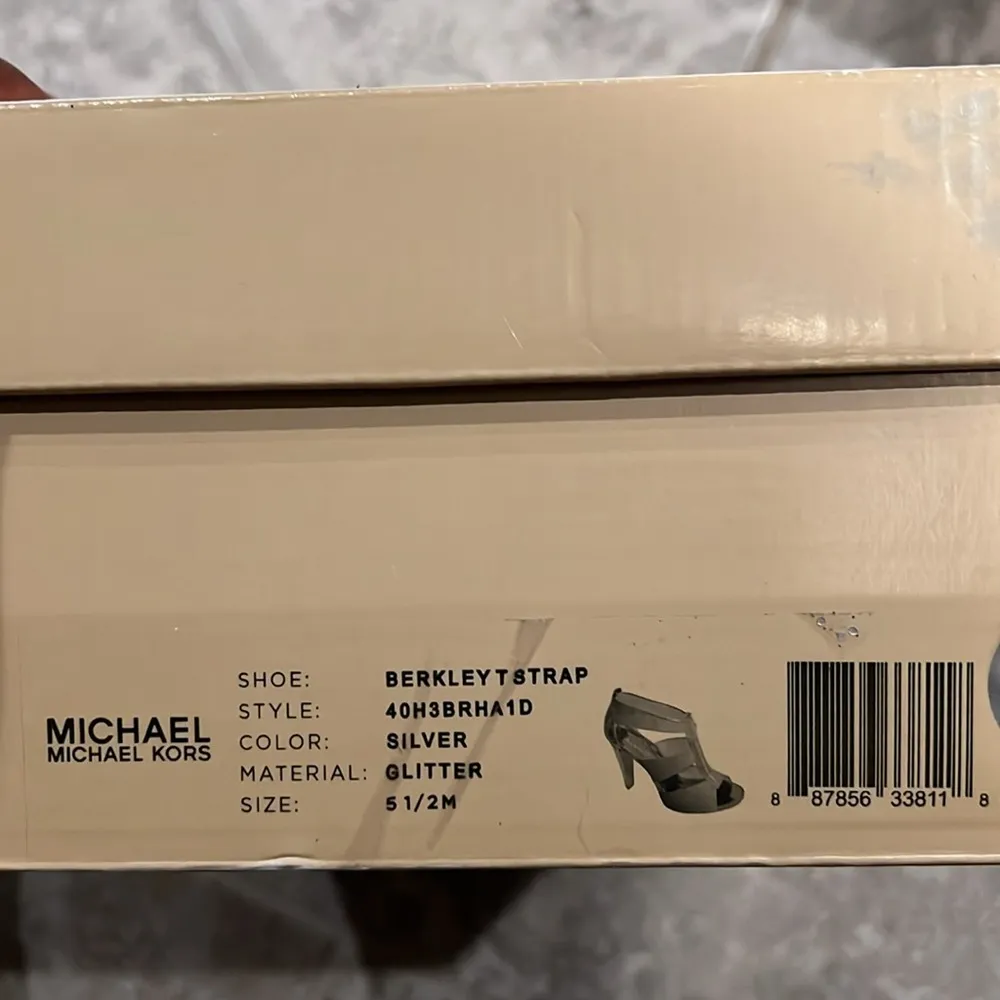 MICHAEL
MICHAEL KORS
SHOE: BERKLEY T STRAP
STYLE: 40H3BRHA1D
COLOR: SILVER
MATERIAL: GLITTER
SIZE: 5 1/2M
8 87856 33811 8